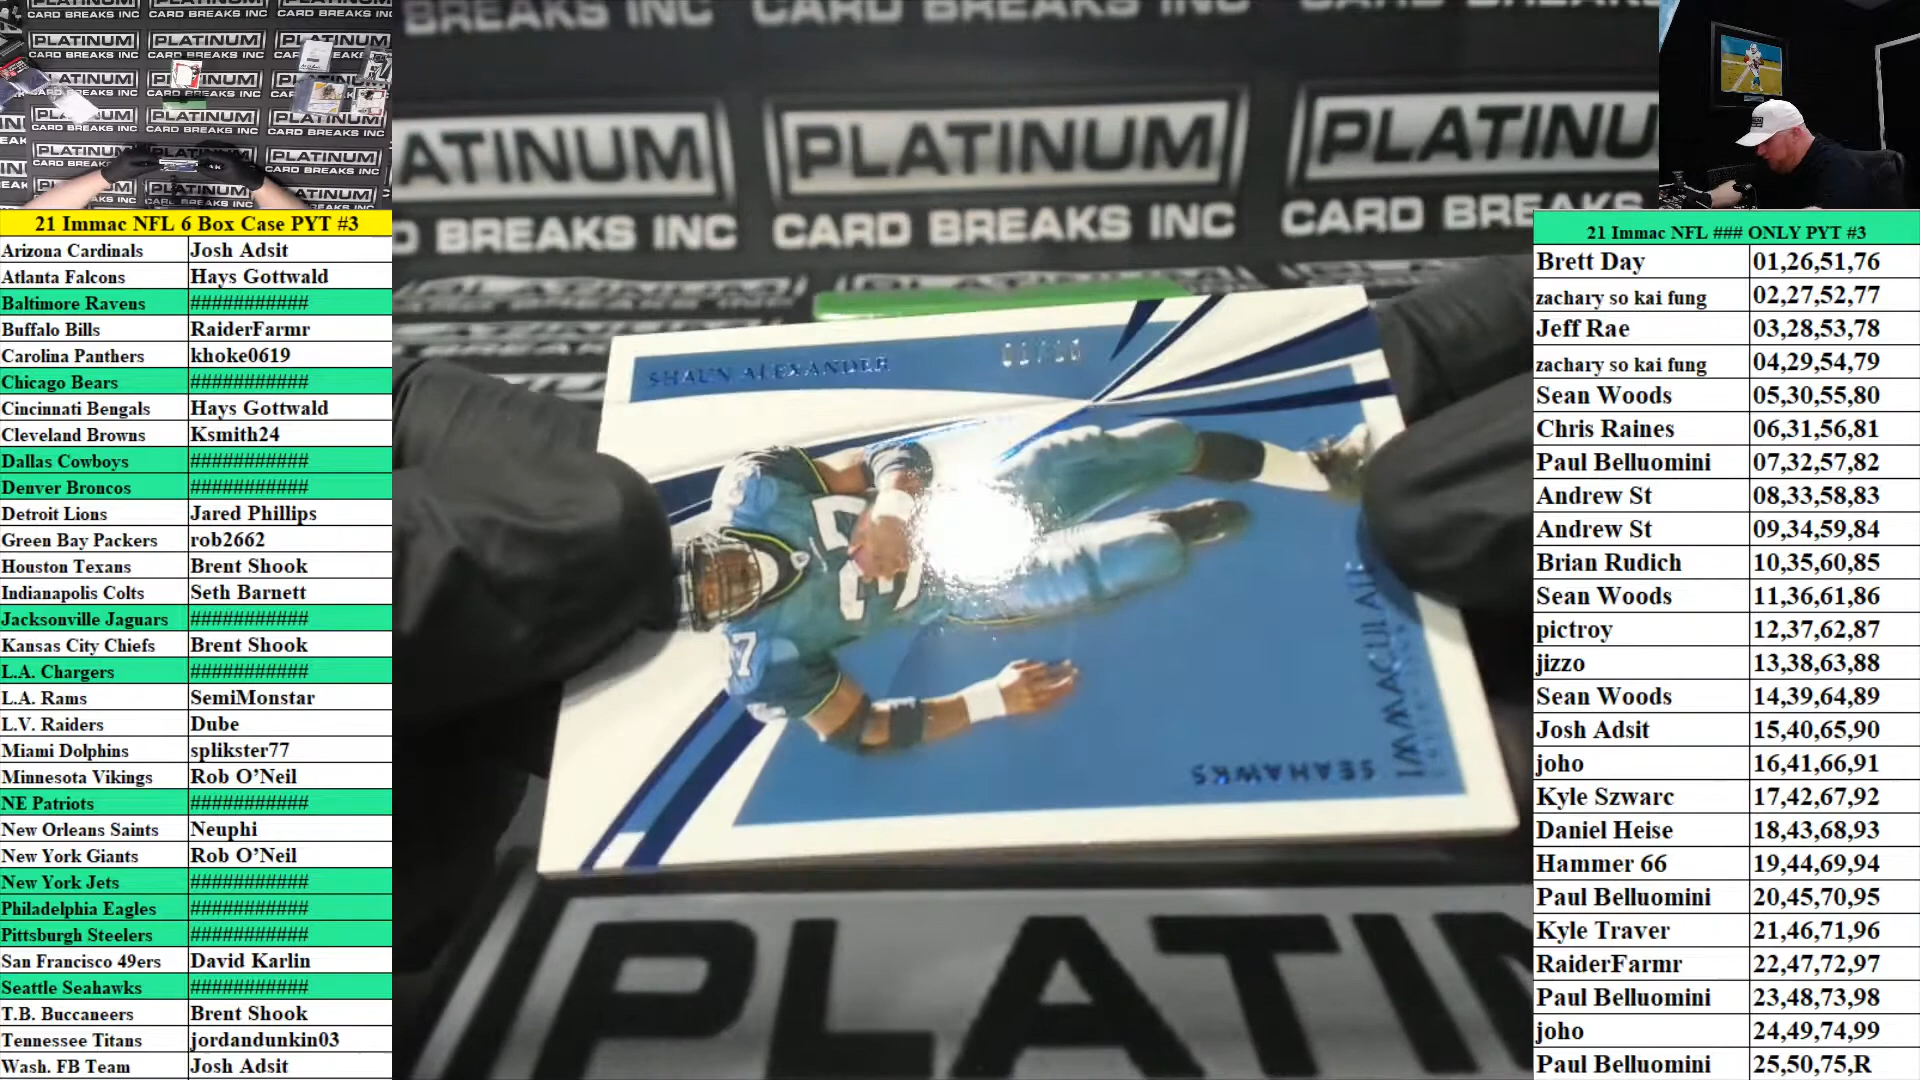 PLATINUM
CARD BREAKS INC
21 Immac NFL 6 Box Case PYT #3
Arizona Cardinals Josh Adsit
Atlanta Falcons Hays Gottwald
Baltimore Ravens ###########
Buffalo Bills RaiderFarmr
Carolina Panthers khoke0619
Chicago Bears ###########
Cincinnati Bengals Hays Gottwald
Cleveland Browns Ksmith24
Dallas Cowboys ###########
Denver Broncos ###########
Detroit Lions Jared Phillips
Green Bay Packers rob2662
Houston Texans Brent Shook
Indianapolis Colts Seth Barnett
Jacksonville Jaguars ###########
Kansas City Chiefs Brent Shook
L.A. Chargers ###########
L.A. Rams SemiMonstar
L.V. Raiders Dube
Miami Dolphins splikster77
Minnesota Vikings Rob O’Neil
NE Patriots ###########
New Orleans Saints Neuphi
New York Giants Rob O’Neil
New York Jets ###########
Philadelphia Eagles ###########
Pittsburgh Steelers ###########
San Francisco 49ers David Karlin
Seattle Seahawks ###########
T.B. Buccaneers Brent Shook
Tennessee Titans jordandunkin03
Wash. FB Team Josh Adsit
CARD BREAKS INC
PLATINUM
CARD BREAKS INC
SHAUN ALEXANDER
37
7
SEAHAWKS
IMMACULATE
PLATIN
21 Immac NFL ### ONLY PYT #3
Brett Day 01,26,51,76
zachary so kai fung 02,27,52,77
Jeff Rae 03,28,53,78
zachary so kai fung 04,29,54,79
Sean Woods 05,30,55,80
Chris Raines 06,31,56,81
Paul Belluomini 07,32,57,82
Andrew St 08,33,58,83
Andrew St 09,34,59,84
Brian Rudich 10,35,60,85
Sean Woods 11,36,61,86
pictroy 12,37,62,87
jizzo 13,38,63,88
Sean Woods 14,39,64,89
Josh Adsit 15,40,65,90
joho 16,41,66,91
Kyle Szwarc 17,42,67,92
Daniel Heise 18,43,68,93
Hammer 66 19,44,69,94
Paul Belluomini 20,45,70,95
Kyle Traver 21,46,71,96
RaiderFarmr 22,47,72,97
Paul Belluomini 23,48,73,98
joho 24,49,74,99
Paul Belluomini 25,50,75,R